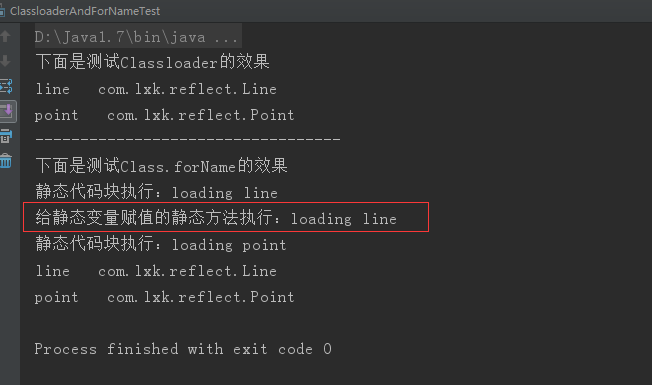 ClassloaderAndForNameTest
D:\Java1.7\bin\java ...
下面是测试Classloader的效果
line   com.lxk.reflect.Line
point   com.lxk.reflect.Point
----------------------------------
下面是测试Class.forName的效果
静态代码块执行：loading line
给静态变量赋值的静态方法执行：loading line
静态代码块执行：loading point
line   com.lxk.reflect.Line
point   com.lxk.reflect.Point
Process finished with exit code 0